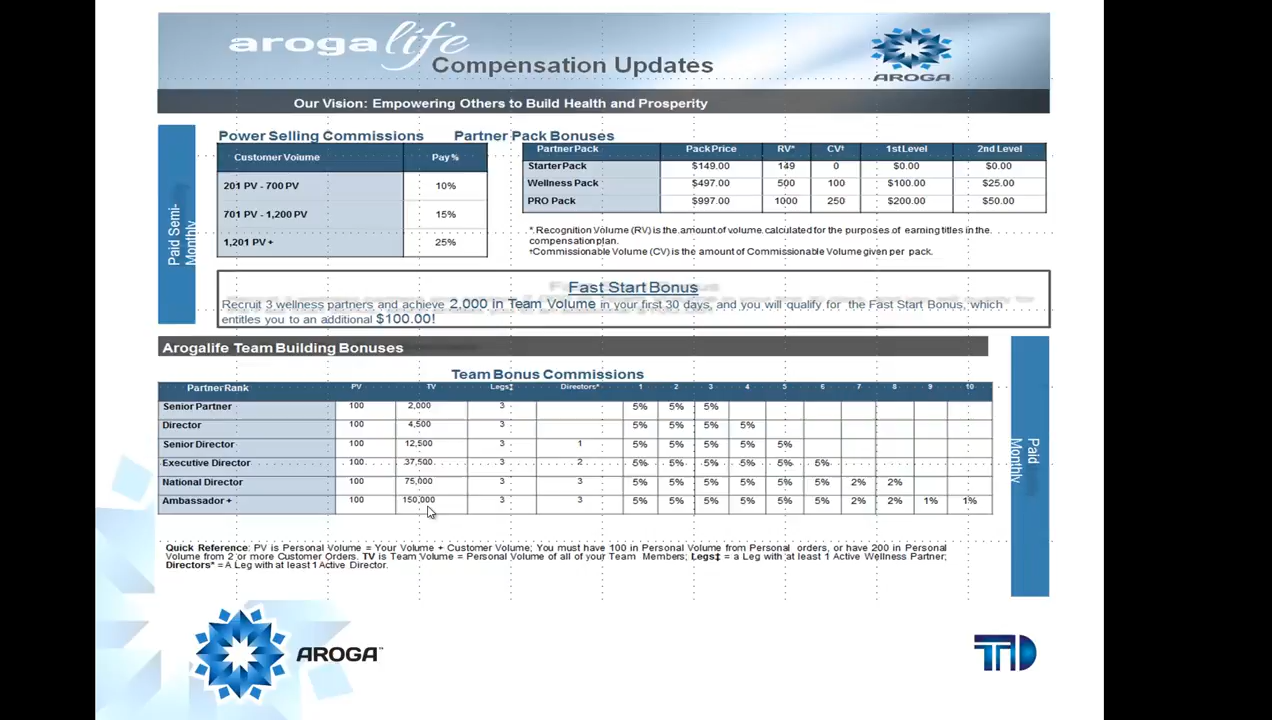 arogalife
Compensation Updates
AROGA
Our Vision: Empowering Others to Build Health and Prosperity
Paid Semi-Monthly
Power Selling Commissions
Customer Volume Pay %
201 PV - 700 PV 10%
701 PV - 1,200 PV 15%
1,201 PV + 25%
Partner Pack Bonuses
Partner Pack Pack Price RV* CV† 1st Level 2nd Level
Starter Pack $149.00 149 0 $0.00 $0.00
Wellness Pack $497.00 500 100 $100.00 $25.00
PRO Pack $997.00 1000 250 $200.00 $50.00
* Recognition Volume (RV) is the amount of volume calculated for the purposes of earning titles in the
compensation plan.
†Commissionable Volume (CV) is the amount of Commissionable Volume given per pack.
Fast Start Bonus
Recruit 3 wellness partners and achieve 2,000 in Team Volume in your first 30 days, and you will qualify for the Fast Start Bonus, which
entitles you to an additional $100.00!
Arogalife Team Building Bonuses
Team Bonus Commissions
Partner Rank PV TV Legs‡ Directors* 1 2 3 4 5 6 7 8 9 10
Senior Partner 100 2,000 3 5% 5% 5%
Director 100 4,500 3 5% 5% 5% 5%
Senior Director 100 12,500 3 1 5% 5% 5% 5% 5%
Executive Director 100 37,500 3 2 5% 5% 5% 5% 5% 5%
National Director 100 75,000 3 3 5% 5% 5% 5% 5% 5% 2% 2%
Ambassador + 100 150,000 3 3 5% 5% 5% 5% 5% 5% 2% 2% 1% 1%
Paid Monthly
Quick Reference: PV is Personal Volume = Your Volume + Customer Volume; You must have 100 in Personal Volume from Personal orders, or have 200 in Personal
Volume from 2 or more Customer Orders. TV is Team Volume = Personal Volume of all of your Team Members; Legs‡ = a Leg with at least 1 Active Wellness Partner;
Directors* = A Leg with at least 1 Active Director.
AROGA™